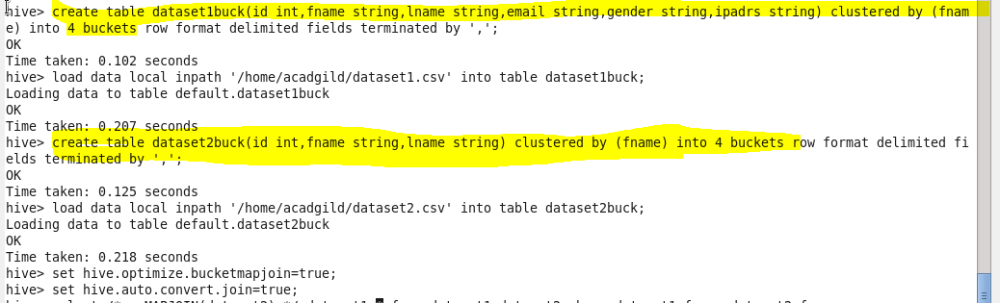 hive> create table dataset1buck(id int,fname string,lname string,email string,gender string,ipadrs string) clustered by (fnam
e) into 4 buckets row format delimited fields terminated by ',';
OK
Time taken: 0.102 seconds
hive> load data local inpath '/home/acadgild/dataset1.csv' into table dataset1buck;
Loading data to table default.dataset1buck
OK
Time taken: 0.207 seconds
hive> create table dataset2buck(id int,fname string,lname string) clustered by (fname) into 4 buckets row format delimited fi
elds terminated by ',';
OK
Time taken: 0.125 seconds
hive> load data local inpath '/home/acadgild/dataset2.csv' into table dataset2buck;
Loading data to table default.dataset2buck
OK
Time taken: 0.218 seconds
hive> set hive.optimize.bucketmapjoin=true;
hive> set hive.auto.convert.join=true;